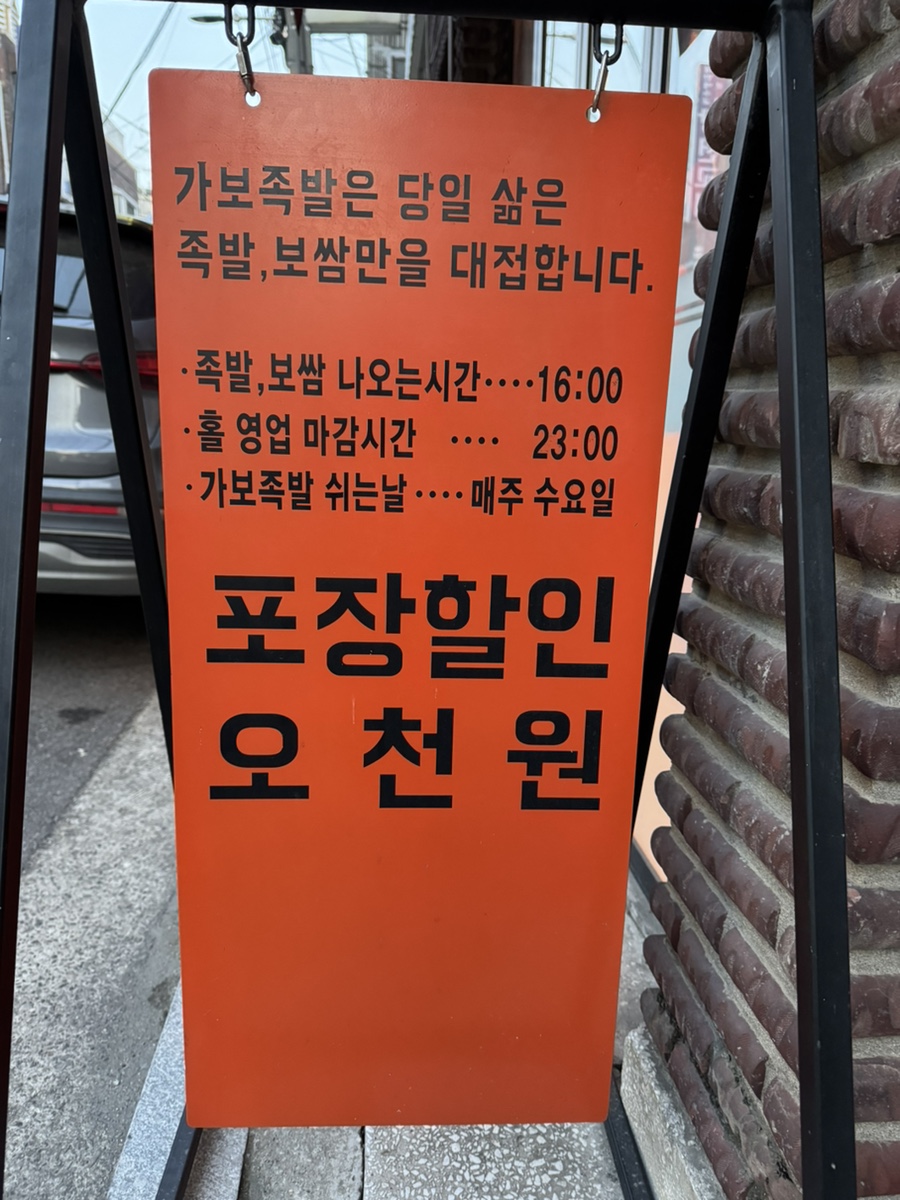 가보족발은 당일 삶은
족발,보쌈만을 대접합니다.
·족발,보쌈 나오는시간····16:00
·홀 영업 마감시간 ···· 23:00
·가보족발 쉬는날 ···· 매주 수요일
포장할인
오 천 원